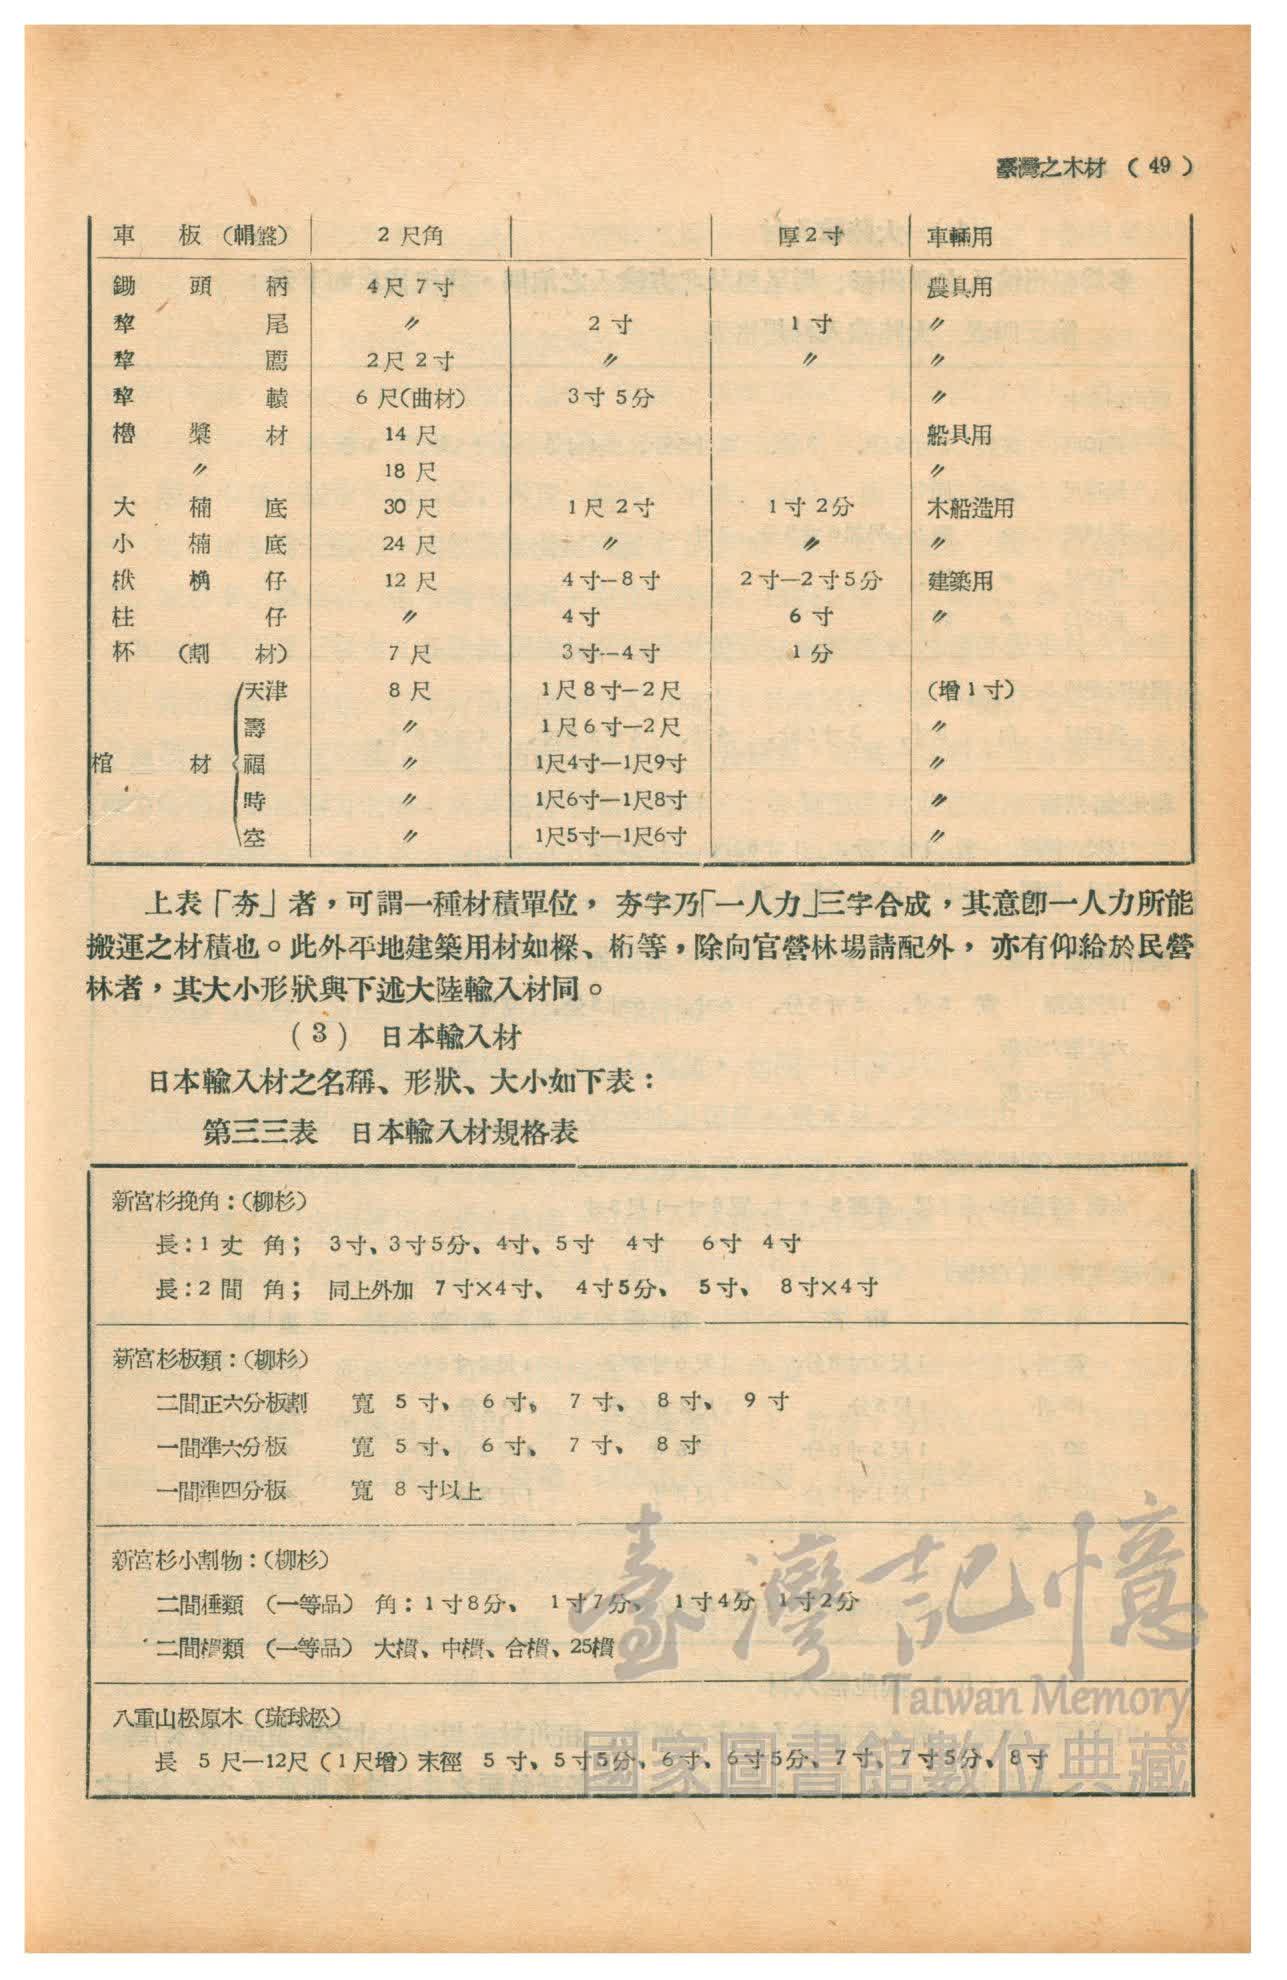 臺灣之木材 ( 49 )
車板(帽盤) 2尺角 厚2寸 車輛用
鋤頭柄 4尺7寸 農具用
犂尾 〃 2寸 1寸 〃
犂鷹 2尺2寸 〃 〃 〃
犂轅 6尺(曲材) 3寸5分 〃
櫓槳材 14尺 船具用
〃 18尺 〃
大楠底 30尺 1尺2寸 1寸2分 木船造用
小楠底 24尺 〃 〃 〃
桷仔 12尺 4寸—8寸 2寸—2寸5分 建築用
柱仔 〃 4寸 6寸 〃
杯(割材) 7尺 3寸—4寸 1分
天津 8尺 1尺8寸—2尺 (增1寸)
壽 〃 1尺6寸—2尺 〃
棺材 福 〃 1尺4寸—1尺9寸 〃
時 〃 1尺6寸—1尺8寸 〃
〃 1尺5寸—1尺6寸 〃
上表「夯」者，可謂一種材積單位，夯字乃「一人力」三字合成，其意卽一人力所能
搬運之材積也。此外平地建築用材如樑、桁等，除向官營林場請配外，亦有仰給於民營
林者，其大小形狀與下述大陸輸入材同。
(3) 日本輸入材
日本輸入材之名稱、形狀、大小如下表：
第三三表 日本輸入材規格表
新宮杉挽角：(柳杉)
長：1丈 角； 3寸、3寸5分、4寸、5寸 4寸 6寸 4寸
長：2間 角； 同上外加 7寸×4寸、 4寸5分、 5寸、 8寸×4寸
新宮杉板類：(柳杉)
二間正六分板割 寬 5寸、 6寸、 7寸、 8寸、 9寸
一間準六分板 寬 5寸、 6寸、 7寸、 8寸
一間準四分板 寬 8寸以上
新宮杉小割物：(柳杉)
二間棰類 (一等品) 角：1寸8分、 1寸7分、 1寸4分 1寸2分
二間樌類 (一等品) 大樌、中樌、合樌、25樌
八重山松原木 (琉球松)
長 5尺—12尺 (1尺增) 末徑 5寸、5寸5分、6寸、6寸5分、7寸、7寸5分、8寸
臺灣記憶
Taiwan Memory
國家圖書館數位典藏